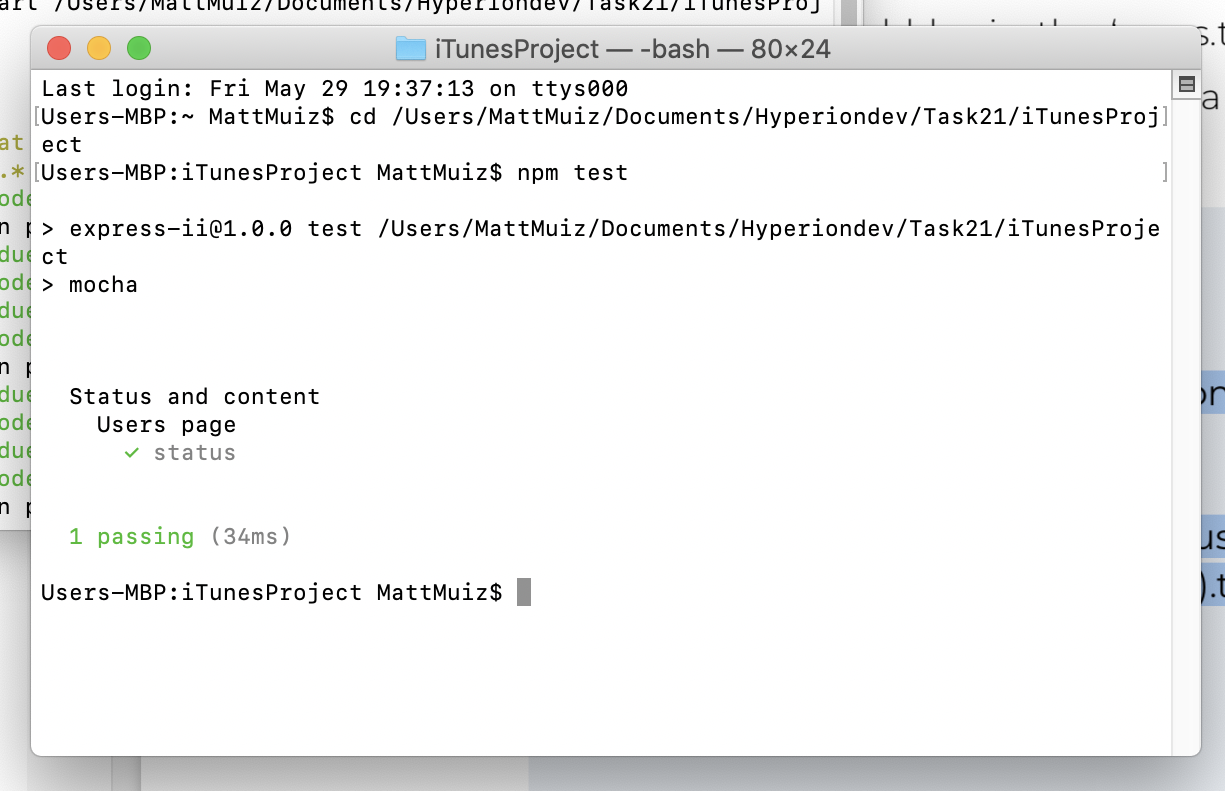 /Users/MattMuiz/Documents/Hyperiondev/Task21/iTunesProj
iTunesProject — -bash — 80×24
Last login: Fri May 29 19:37:13 on ttys000
[Users-MBP:~ MattMuiz$ cd /Users/MattMuiz/Documents/Hyperiondev/Task21/iTunesProj]
ect
[Users-MBP:iTunesProject MattMuiz$ npm test ]
> express-ii@1.0.0 test /Users/MattMuiz/Documents/Hyperiondev/Task21/iTunesProje
ct
> mocha
Status and content
Users page
✓ status
1 passing (34ms)
Users-MBP:iTunesProject MattMuiz$